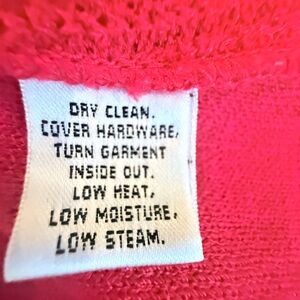 DRY CLEAN.
COVER HARDWARE,
TURN GARMENT
INSIDE OUT.
LOW HEAT,
LOW MOISTURE,
LOW STEAM.